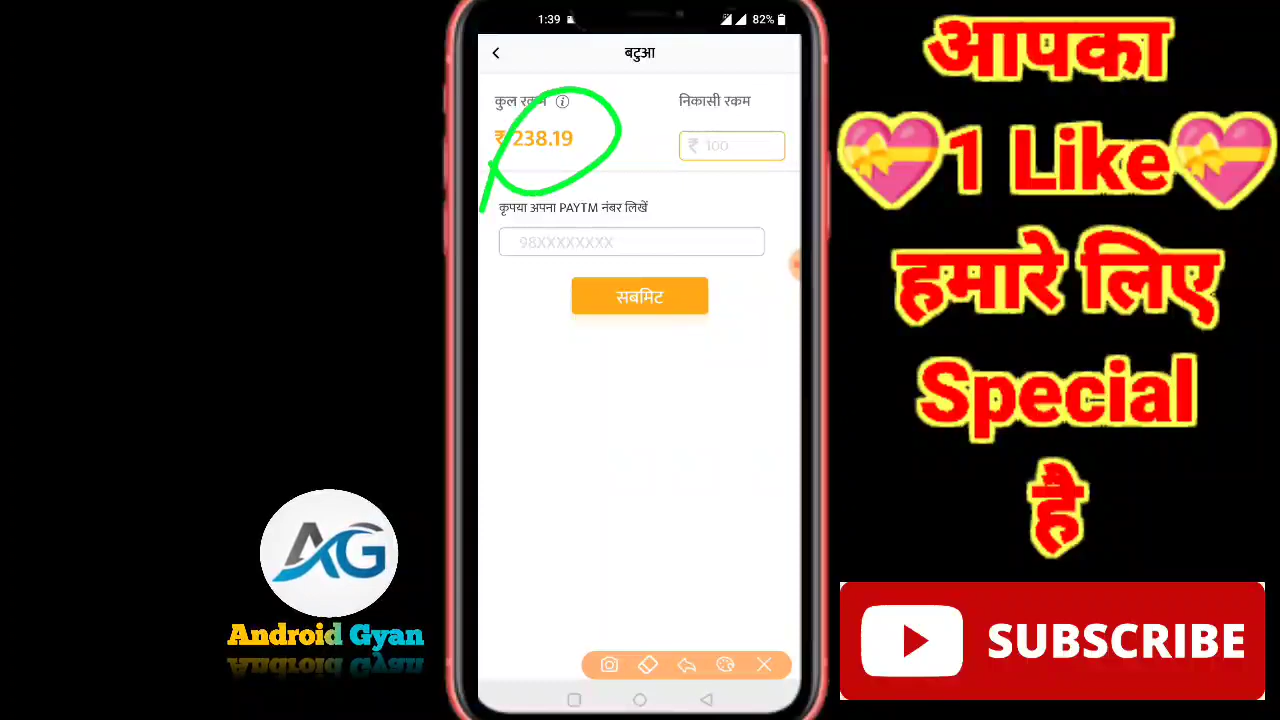 1:39
82%
बटुआ
कुल रकम
निकासी रकम
₹ 238.19
₹ 100
कृपया अपना PAYTM नंबर लिखें
98XXXXXXXX
सबमिट
आपका
1 Like
हमारे लिए
Special
है
AG
Android Gyan
SUBSCRIBE